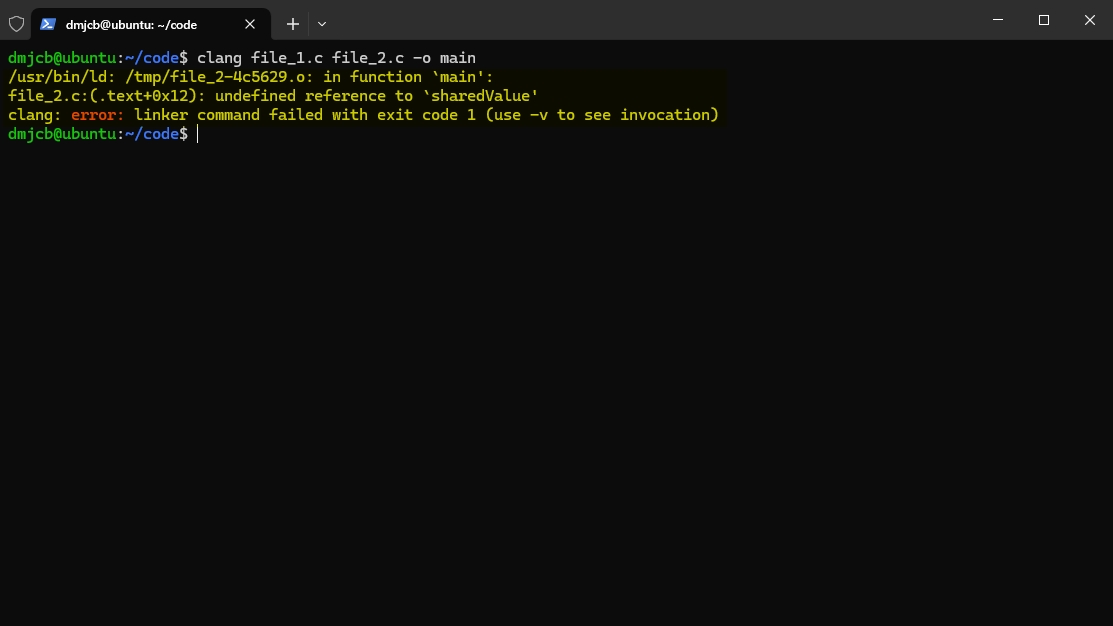 dmjcb@ubuntu: ~/code
dmjcb@ubuntu:~/code$ clang file_1.c file_2.c -o main
/usr/bin/ld: /tmp/file_2-4c5629.o: in function `main':
file_2.c:(.text+0x12): undefined reference to `sharedValue'
clang: error: linker command failed with exit code 1 (use -v to see invocation)
dmjcb@ubuntu:~/code$